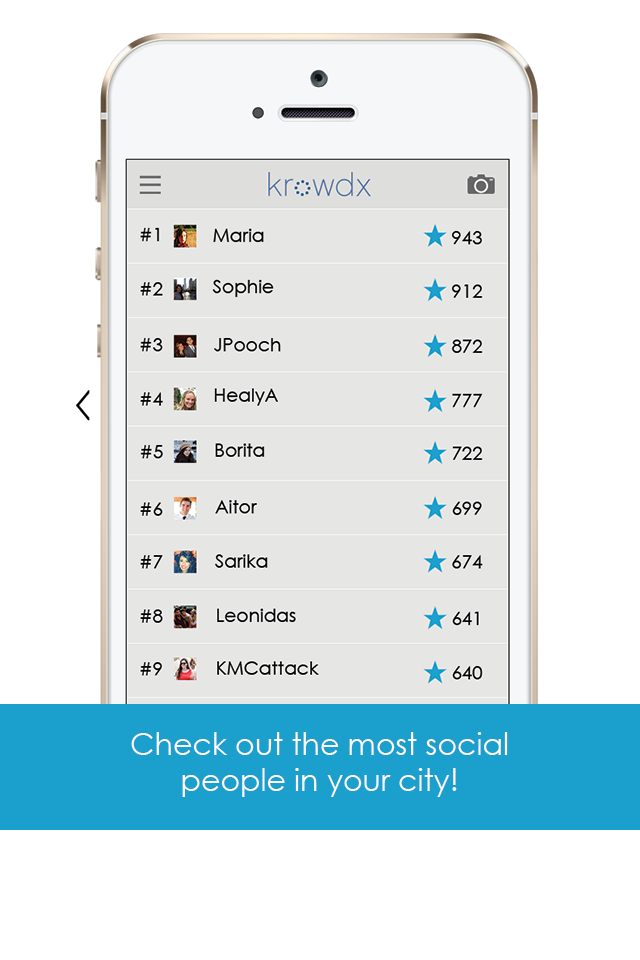 krowdx
#1 Maria 943
#2 Sophie 912
#3 JPooch 872
#4 HealyA 777
#5 Borita 722
#6 Aitor 699
#7 Sarika 674
#8 Leonidas 641
#9 KMCattack 640
Check out the most social
people in your city!